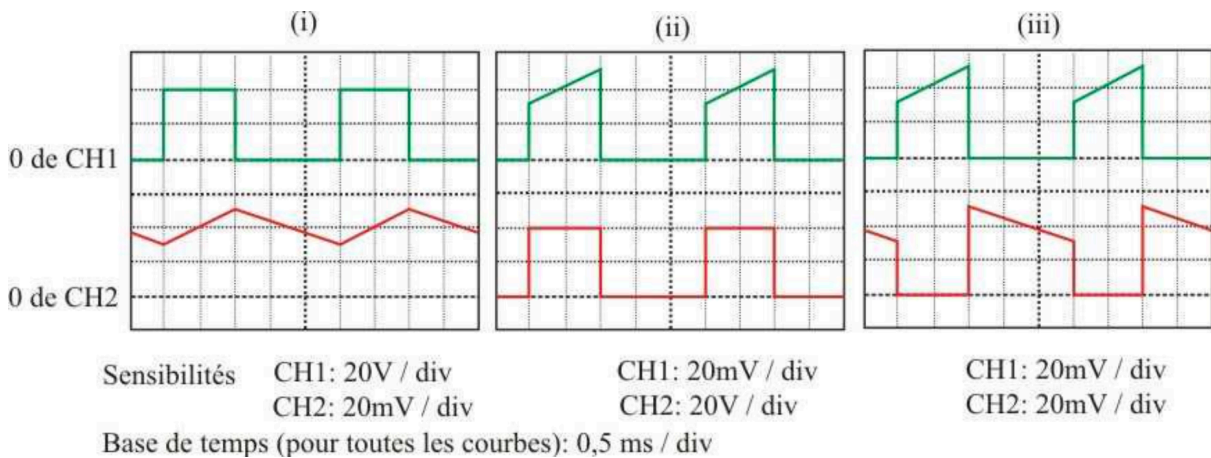 (i) (ii) (iii)
0 de CH1
0 de CH2
Sensibilités CH1: 20V / div CH1: 20mV / div CH1: 20mV / div
CH2: 20mV / div CH2: 20V / div CH2: 20mV / div
Base de temps (pour toutes les courbes): 0,5 ms / div